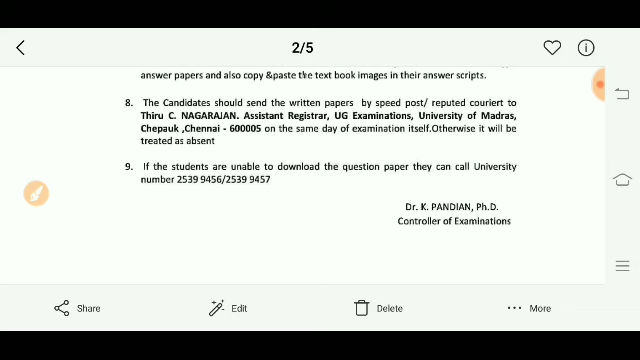 2/5
answer papers and also copy &paste the text book images in their answer scripts.
8. The Candidates should send the written papers by speed post/ reputed couriert to
Thiru C. NAGARAJAN. Assistant Registrar, UG Examinations, University of Madras,
Chepauk ,Chennai - 600005 on the same day of examination itself.Otherwise it will be
treated as absent
9. If the students are unable to download the question paper they can call University
number 2539 9456/2539 9457
Dr. K. PANDIAN, Ph.D.
Controller of Examinations
Share Edit Delete More